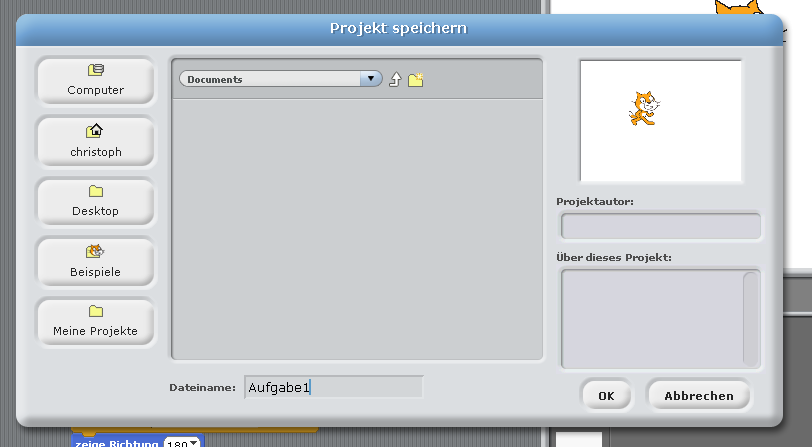 Projekt speichern
Computer
christoph
Desktop
Beispiele
Meine Projekte
Documents
Dateiname:
Aufgabe1
Projektautor:
Über dieses Projekt:
OK
Abbrechen
zeige Richtung 180